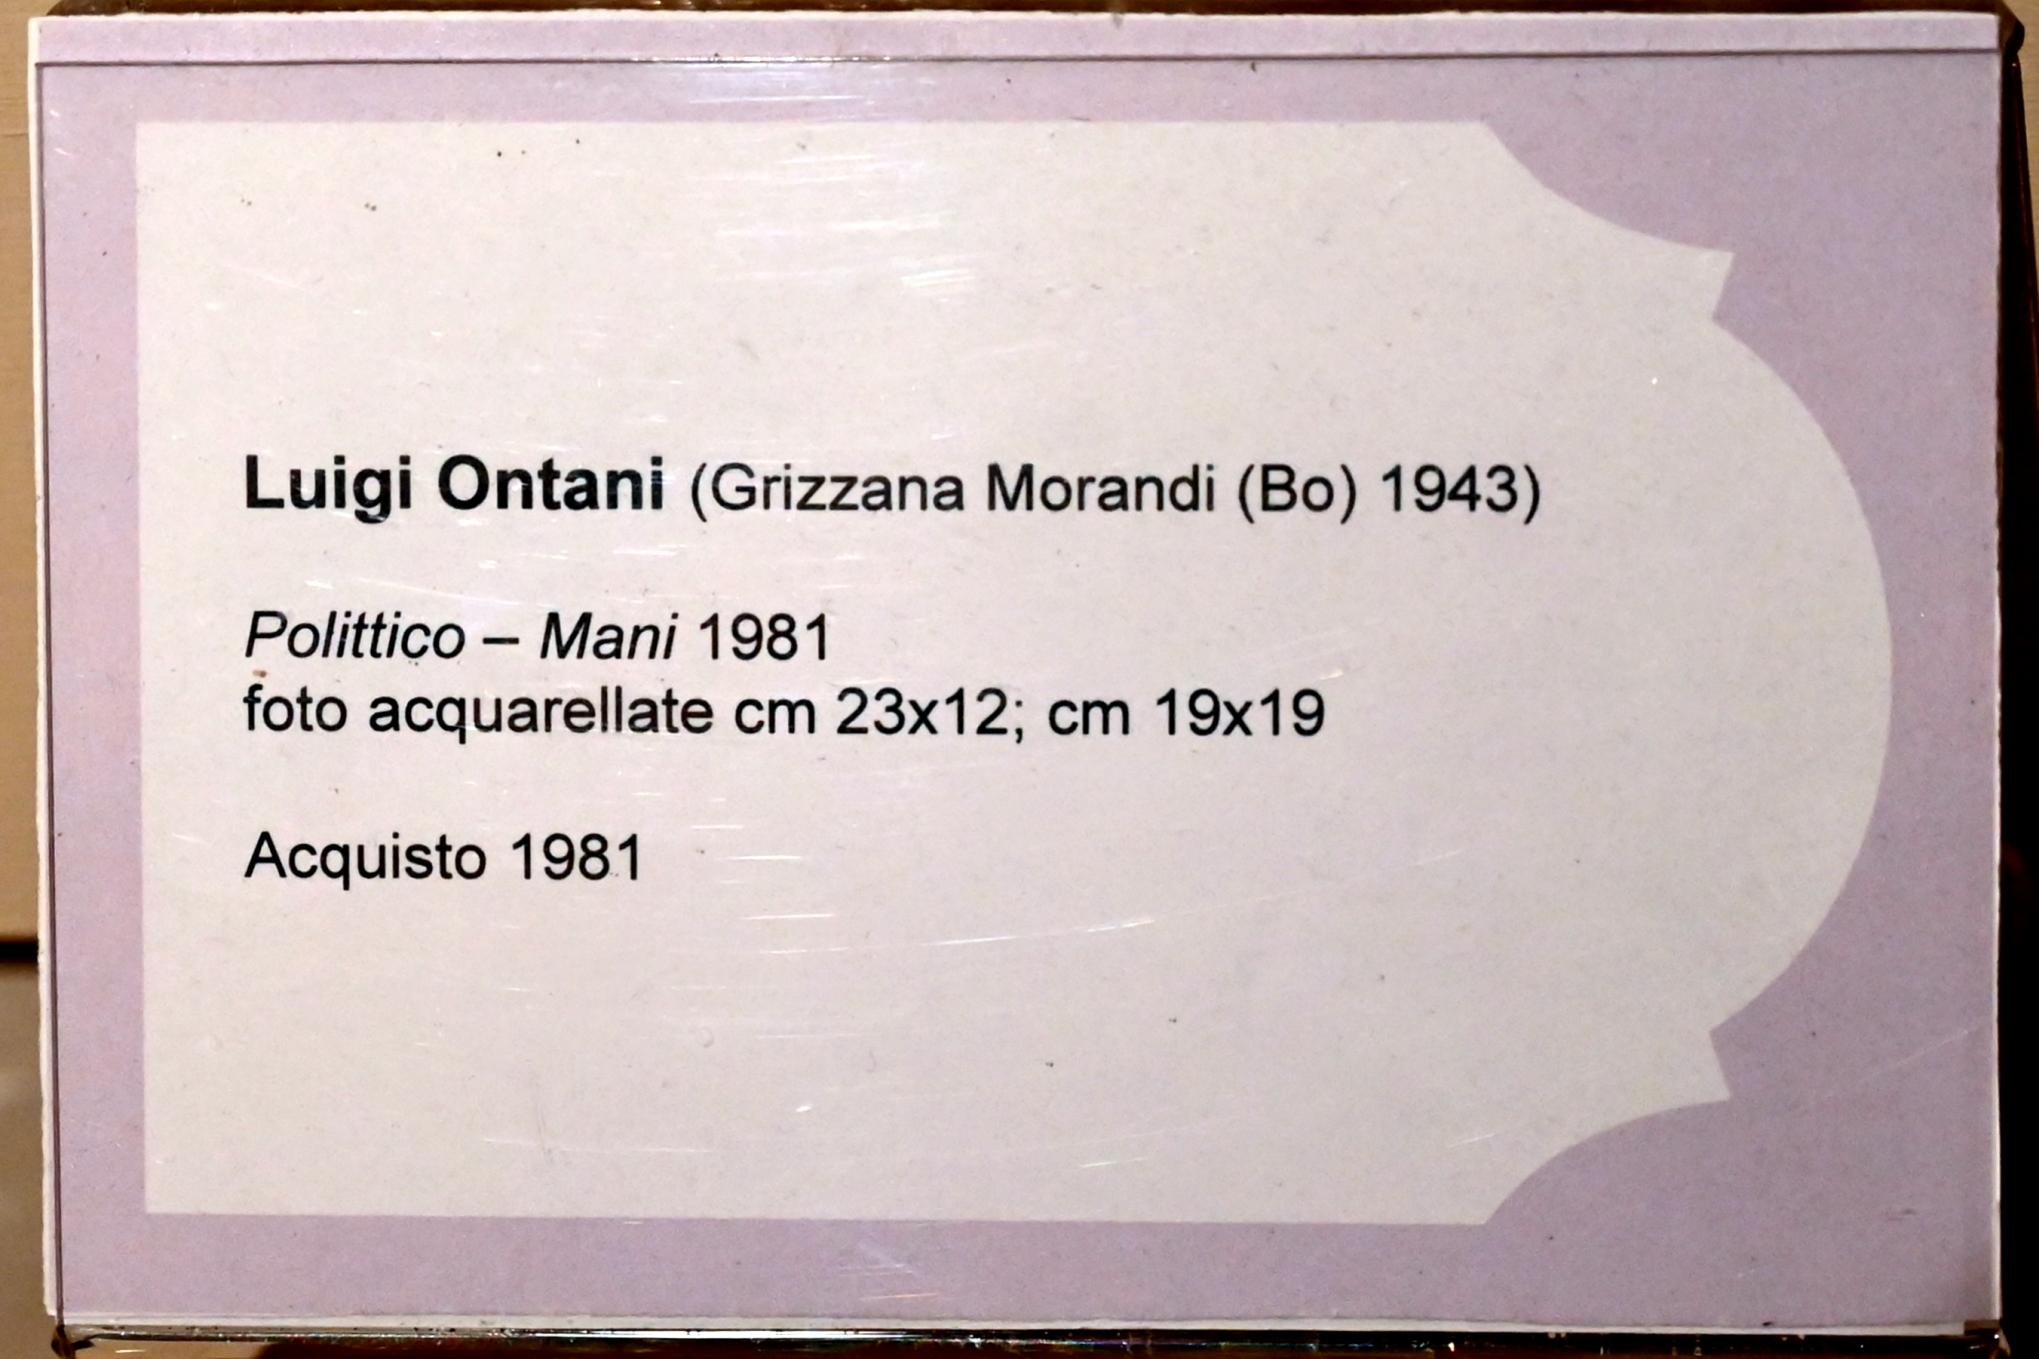 Luigi Ontani (Grizzana Morandi (Bo) 1943)
Polittico – Mani 1981
foto acquarellate cm 23x12; cm 19x19
Acquisto 1981